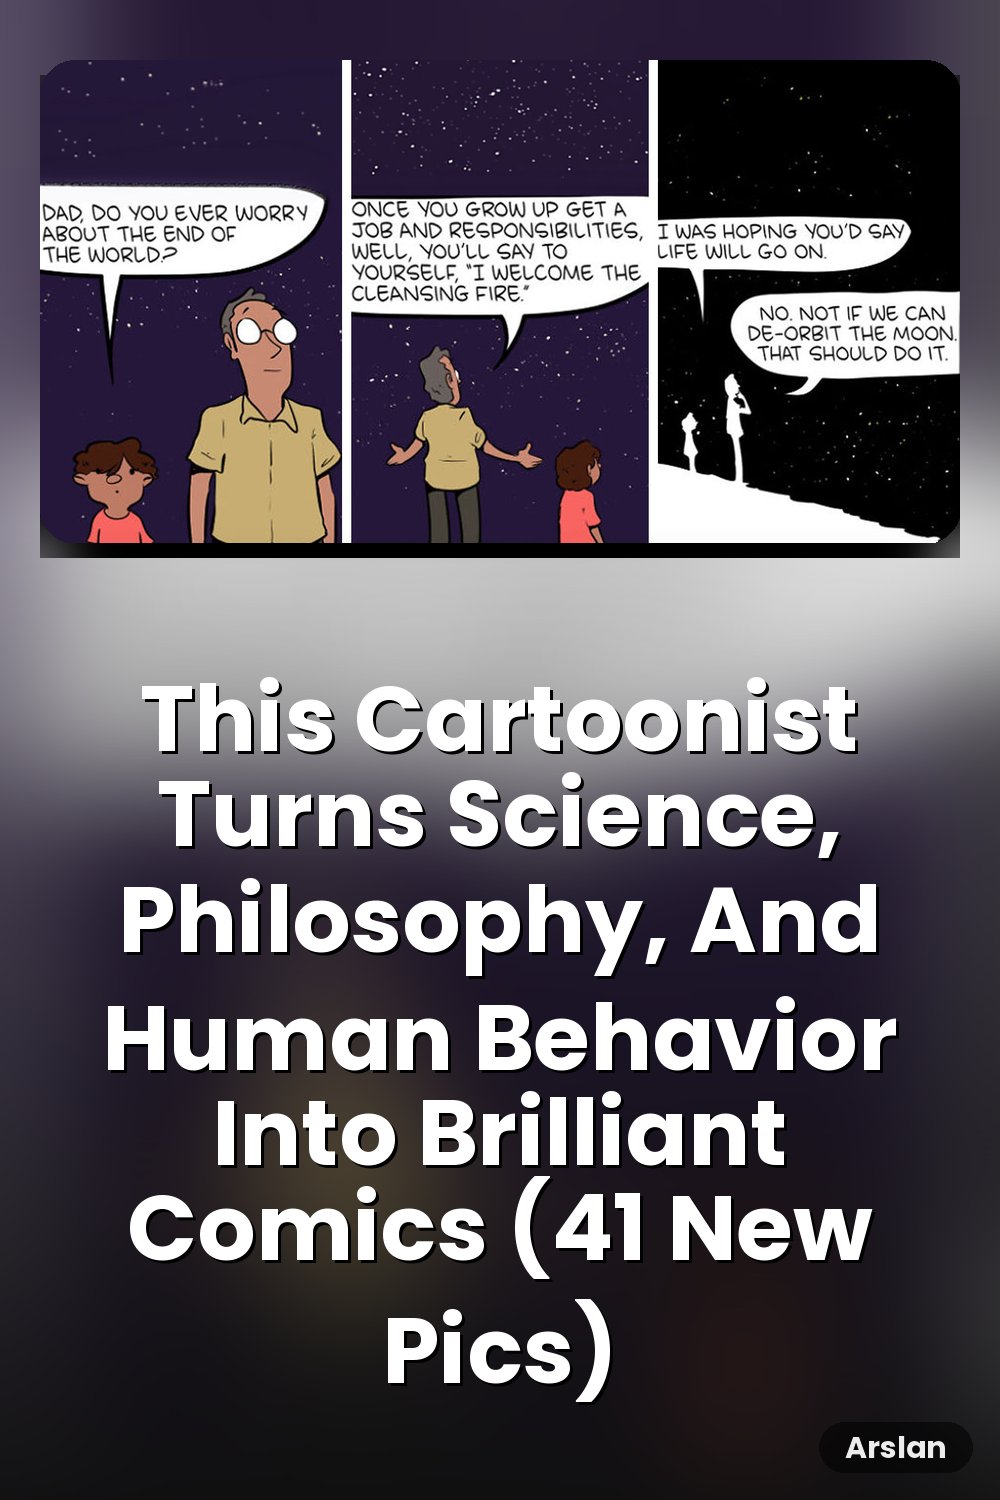 DAD, DO YOU EVER WORRY
ABOUT THE END OF
THE WORLD?
ONCE YOU GROW UP GET A
JOB AND RESPONSIBILITIES,
WELL, YOU'LL SAY TO
YOURSELF, "I WELCOME THE
CLEANSING FIRE."
I WAS HOPING YOU'D SAY
LIFE WILL GO ON.
NO. NOT IF WE CAN
DE-ORBIT THE MOON.
THAT SHOULD DO IT.
This Cartoonist
Turns Science,
Philosophy, And
Human Behavior
Into Brilliant
Comics (41 New
Pics)
Arslan